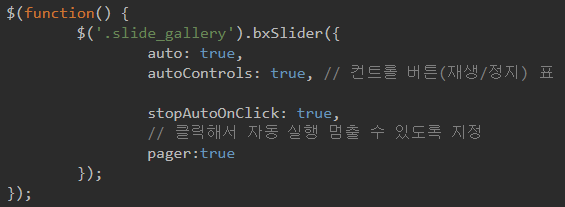 $(function() {
$('.slide_gallery').bxSlider({
auto: true,
autoControls: true, // 컨트롤 버튼(재생/정지) 표
stopAutoOnClick: true,
// 클릭해서 자동 실행 멈출 수 있도록 지정
pager:true
});
});